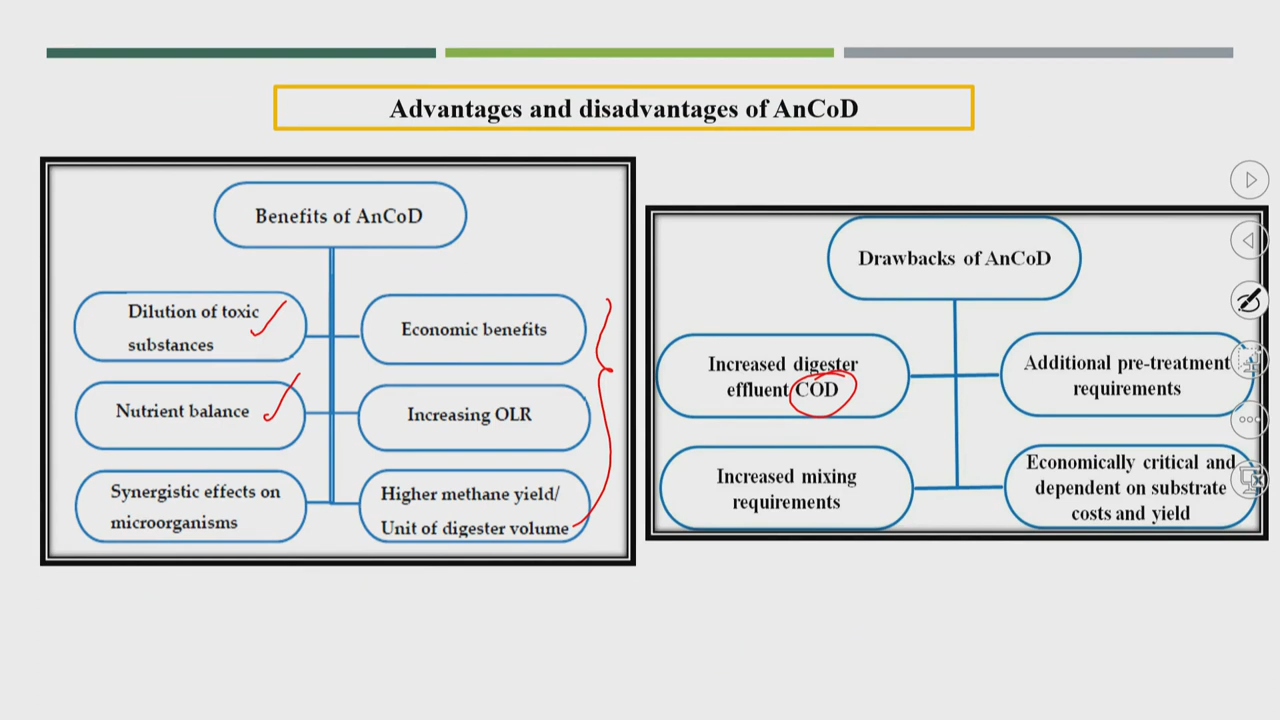 Advantages and disadvantages of AnCoD
Benefits of AnCoD
Dilution of toxic
substances
Economic benefits
Nutrient balance
Increasing OLR
Synergistic effects on
microorganisms
Higher methane yield/
Unit of digester volume
Drawbacks of AnCoD
Increased digester
effluent COD
Additional pre-treatment
requirements
Increased mixing
requirements
Economically critical and
dependent on substrate
costs and yield